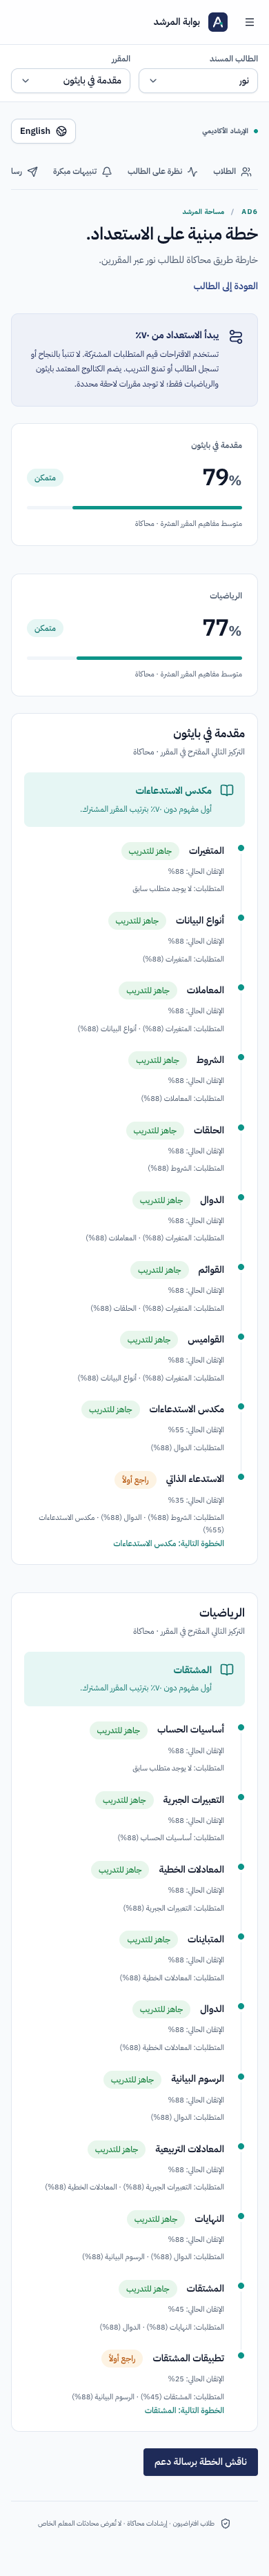 بوابة المرشد
الطالب المسند
المقرر
نور
مقدمة في بايثون
الإرشاد الأكاديمي
English
الطلاب
نظرة على الطالب
تنبيهات مبكرة
رسا
AD6 / مساحة المرشد
خطة مبنية على الاستعداد.
خارطة طريق محاكاة للطالب نور عبر المقررين.
العودة إلى الطالب
يبدأ الاستعداد من ٧٠٪
تستخدم الاقتراحات قيم المتطلبات المشتركة. لا تتنبأ بالنجاح أو
تسجل الطالب أو تمنع التدريب. يضم الكتالوج المعتمد بايثون
والرياضيات فقط؛ لا توجد مقررات لاحقة محددة.
مقدمة في بايثون
79%
متمكن
متوسط مفاهيم المقرر العشرة · محاكاة
الرياضيات
77%
متمكن
متوسط مفاهيم المقرر العشرة · محاكاة
مقدمة في بايثون
التركيز التالي المقترح في المقرر · محاكاة
مكدس الاستدعاءات
أول مفهوم دون ٧٠٪ بترتيب المقرر المشترك.
المتغيرات
جاهز للتدريب
الإتقان الحالي: 88%
المتطلبات: لا يوجد متطلب سابق
أنواع البيانات
جاهز للتدريب
الإتقان الحالي: 88%
المتطلبات: المتغيرات (88%)
المعاملات
جاهز للتدريب
الإتقان الحالي: 88%
المتطلبات: المتغيرات (88%) · أنواع البيانات (88%)
الشروط
جاهز للتدريب
الإتقان الحالي: 88%
المتطلبات: المعاملات (88%)
الحلقات
جاهز للتدريب
الإتقان الحالي: 88%
المتطلبات: الشروط (88%)
الدوال
جاهز للتدريب
الإتقان الحالي: 88%
المتطلبات: المتغيرات (88%) · المعاملات (88%)
القوائم
جاهز للتدريب
الإتقان الحالي: 88%
المتطلبات: المتغيرات (88%) · الحلقات (88%)
القواميس
جاهز للتدريب
الإتقان الحالي: 88%
المتطلبات: المتغيرات (88%) · أنواع البيانات (88%)
مكدس الاستدعاءات
جاهز للتدريب
الإتقان الحالي: 55%
المتطلبات: الدوال (88%)
الاستدعاء الذاتي
راجع أولاً
الإتقان الحالي: 35%
المتطلبات: الشروط (88%) · الدوال (88%) · مكدس الاستدعاءات
(55%)
الخطوة التالية: مكدس الاستدعاءات
الرياضيات
التركيز التالي المقترح في المقرر · محاكاة
المشتقات
أول مفهوم دون ٧٠٪ بترتيب المقرر المشترك.
أساسيات الحساب
جاهز للتدريب
الإتقان الحالي: 88%
المتطلبات: لا يوجد متطلب سابق
التعبيرات الجبرية
جاهز للتدريب
الإتقان الحالي: 88%
المتطلبات: أساسيات الحساب (88%)
المعادلات الخطية
جاهز للتدريب
الإتقان الحالي: 88%
المتطلبات: التعبيرات الجبرية (88%)
المتباينات
جاهز للتدريب
الإتقان الحالي: 88%
المتطلبات: المعادلات الخطية (88%)
الدوال
جاهز للتدريب
الإتقان الحالي: 88%
المتطلبات: المعادلات الخطية (88%)
الرسوم البيانية
جاهز للتدريب
الإتقان الحالي: 88%
المتطلبات: الدوال (88%)
المعادلات التربيعية
جاهز للتدريب
الإتقان الحالي: 88%
المتطلبات: التعبيرات الجبرية (88%) · المعادلات الخطية (88%)
النهايات
جاهز للتدريب
الإتقان الحالي: 88%
المتطلبات: الدوال (88%) · الرسوم البيانية (88%)
المشتقات
جاهز للتدريب
الإتقان الحالي: 45%
المتطلبات: النهايات (88%) · الدوال (88%)
تطبيقات المشتقات
راجع أولاً
الإتقان الحالي: 25%
المتطلبات: المشتقات (45%) · الرسوم البيانية (88%)
الخطوة التالية: المشتقات
ناقش الخطة برسالة دعم
طلاب افتراضيون · إرشادات محاكاة · لا تُعرض محادثات المعلم الخاص